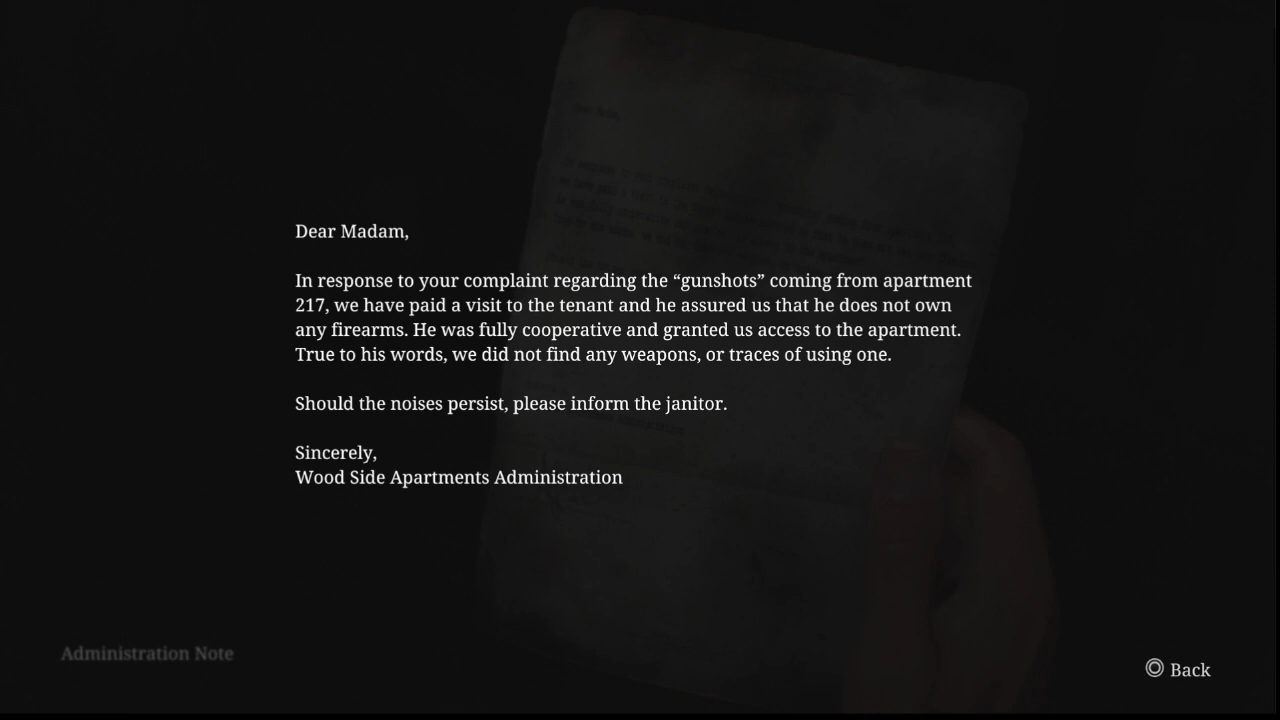 Dear Madam,
In response to your complaint regarding the “gunshots” coming from apartment
217, we have paid a visit to the tenant and he assured us that he does not own
any firearms. He was fully cooperative and granted us access to the apartment.
True to his words, we did not find any weapons, or traces of using one.
Should the noises persist, please inform the janitor.
Sincerely,
Wood Side Apartments Administration
Administration Note
Back